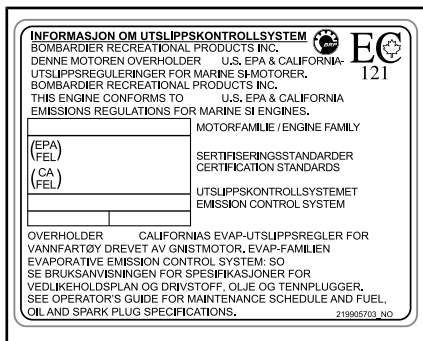 INFORMASJON OM UTSLIPPSKONTROLLSYSTEM
BRP
EC
121
BOMBARDIER RECREATIONAL PRODUCTS INC.
DENNE MOTOREN OVERHOLDER U.S. EPA & CALIFORNIA-
UTSLIPPSREGULERINGER FOR MARINE SI-MOTORER.
BOMBARDIER RECREATIONAL PRODUCTS INC.
THIS ENGINE CONFORMS TO U.S. EPA & CALIFORNIA
EMISSIONS REGULATIONS FOR MARINE SI ENGINES.
MOTORFAMILIE / ENGINE FAMILY
(EPA
FEL)
(CA
FEL)
SERTIFISERINGSSTANDARDER
CERTIFICATION STANDARDS
UTSLIPPSKONTROLLSYSTEMET
EMISSION CONTROL SYSTEM
OVERHOLDER CALIFORNIAS EVAP-UTSLIPPSREGLER FOR
VANNFARTØY DREVET AV GNISTMOTOR. EVAP-FAMILIEN
EVAPORATIVE EMISSION CONTROL SYSTEM: SO
SE BRUKSANVISNINGEN FOR SPESIFIKASJONER FOR
VEDLIKEHOLDSPLAN OG DRIVSTOFF, OLJE OG TENNPLUGGER.
SEE OPERATOR'S GUIDE FOR MAINTENANCE SCHEDULE AND FUEL,
OIL AND SPARK PLUG SPECIFICATIONS.
219905703_NO